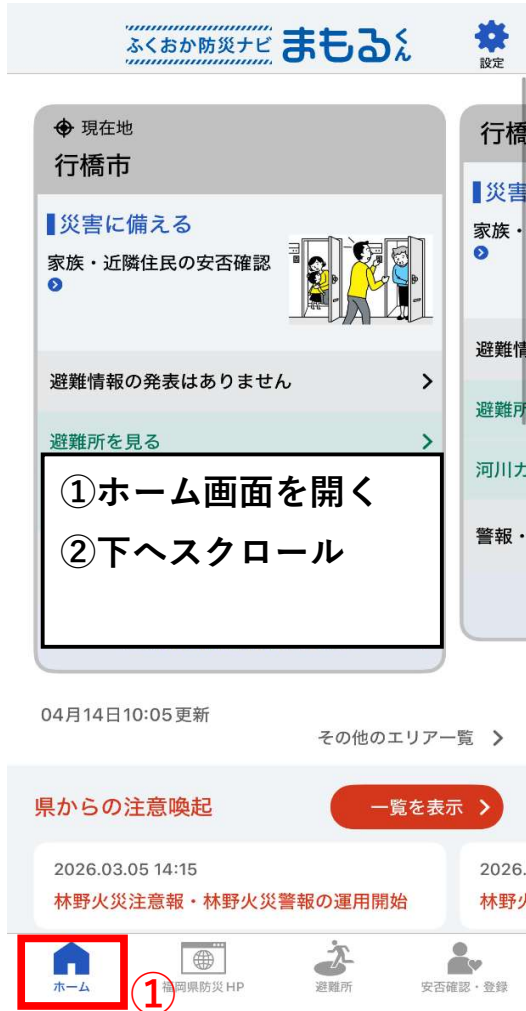 ふくおか防災ナビ まもるくん
設定
現在地
行橋市
災害に備える
家族・近隣住民の安否確認
避難情報の発表はありません
避難所を見る
①ホーム画面を開く
②下へスクロール
行橋
災害
家族・
避難情
避難所
河川カ
警報・
04月14日10:05更新
その他のエリア一覧
県からの注意喚起
一覧を表示
2026.03.05 14:15
林野火災注意報・林野火災警報の運用開始
2026.
林野火
ホーム
①
福岡県防災HP
避難所
安否確認・登録